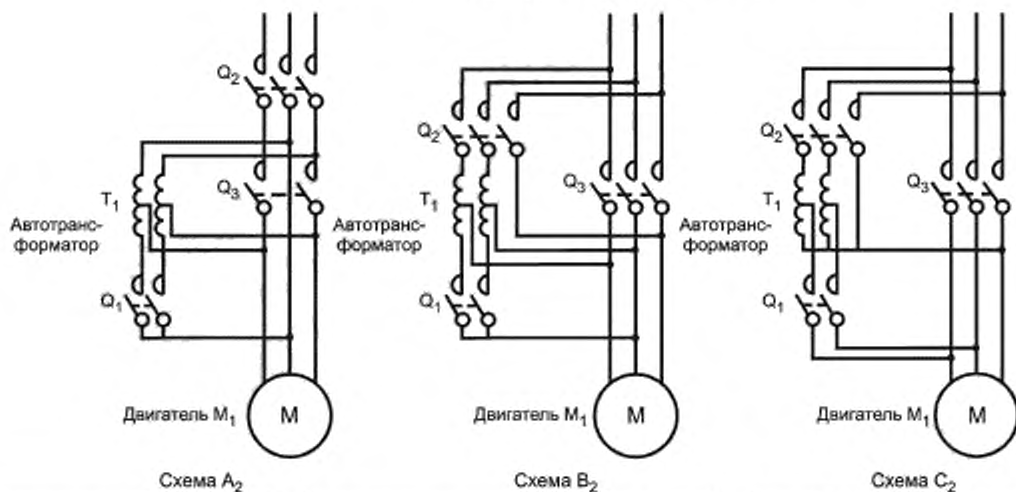 Q₂
Q₃
T₁
Автотранс-
форматор
Q₁
Двигатель M₁
M
Схема A₂
Q₂
Q₃
T₁
Автотранс-
форматор
Q₁
Двигатель M₁
M
Схема B₂
Q₂
Q₃
T₁
Автотранс-
форматор
Q₁
Двигатель M₁
M
Схема C₂